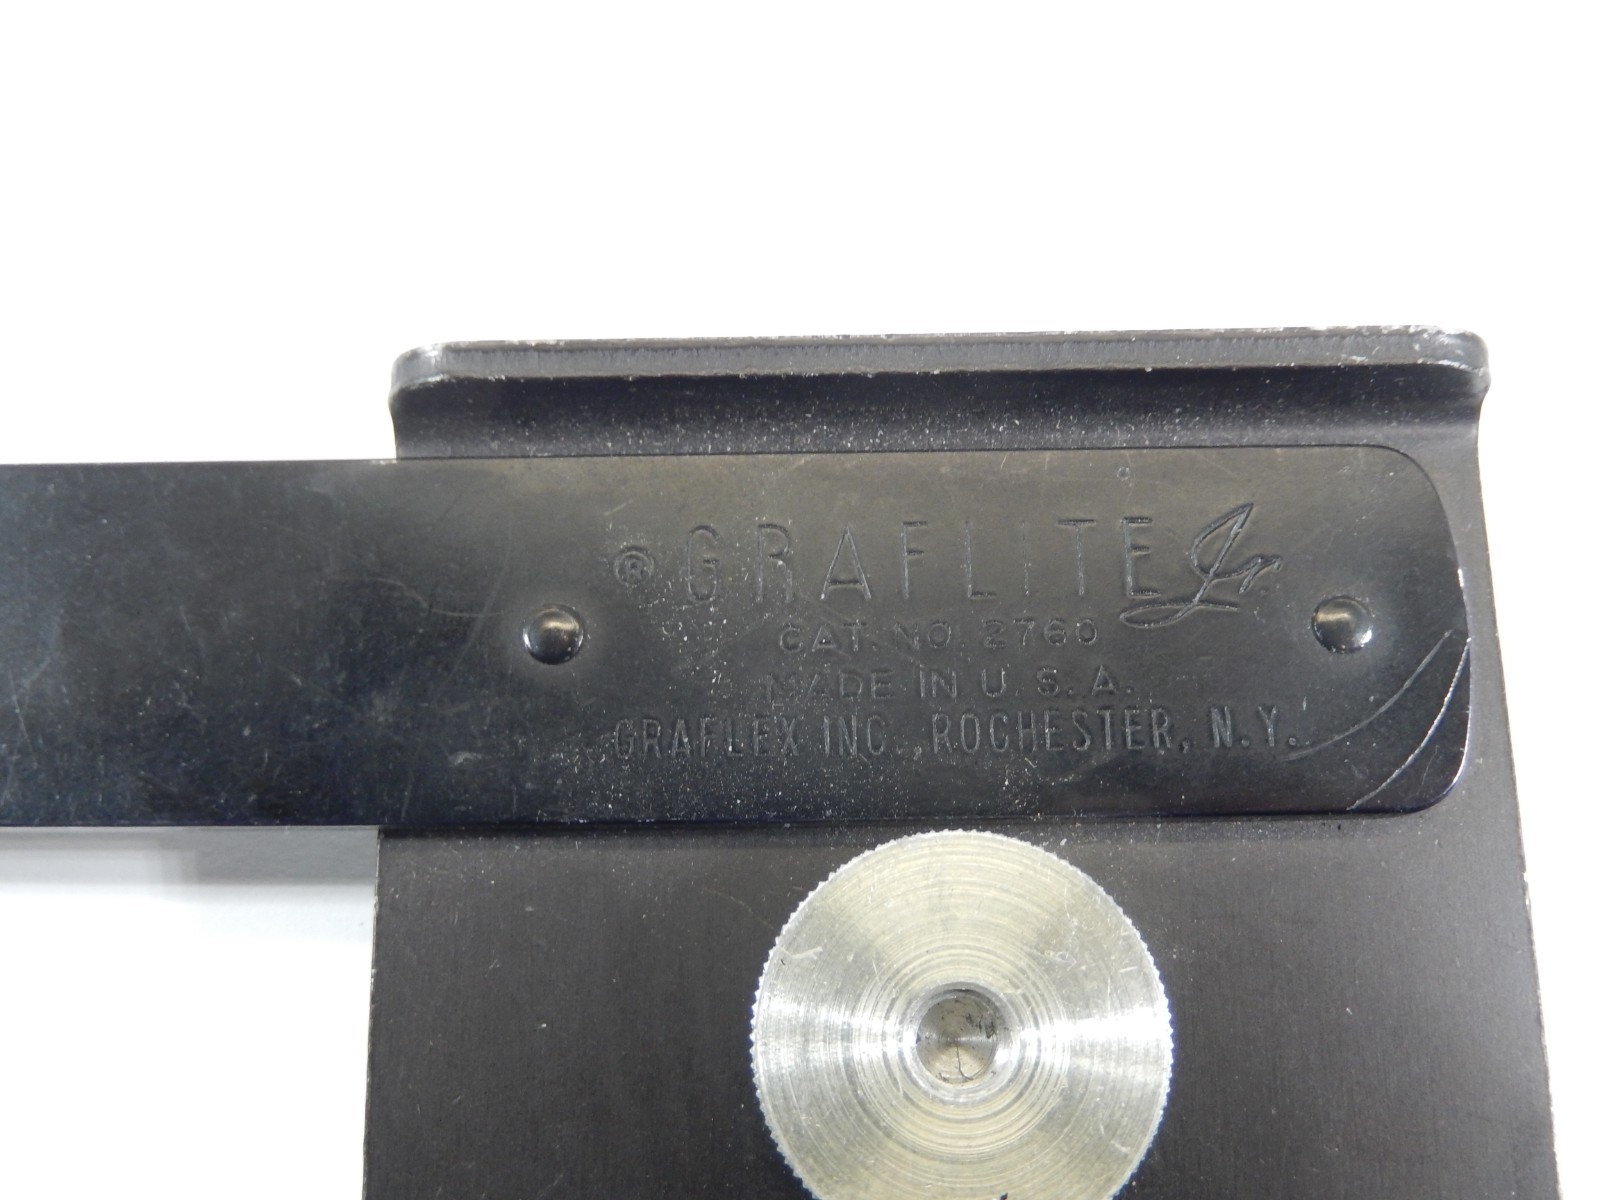 ® GRAFLITE Jr.
CAT. NO. 2760
MADE IN U. S. A.
GRAFLEX INC., ROCHESTER, N. Y.